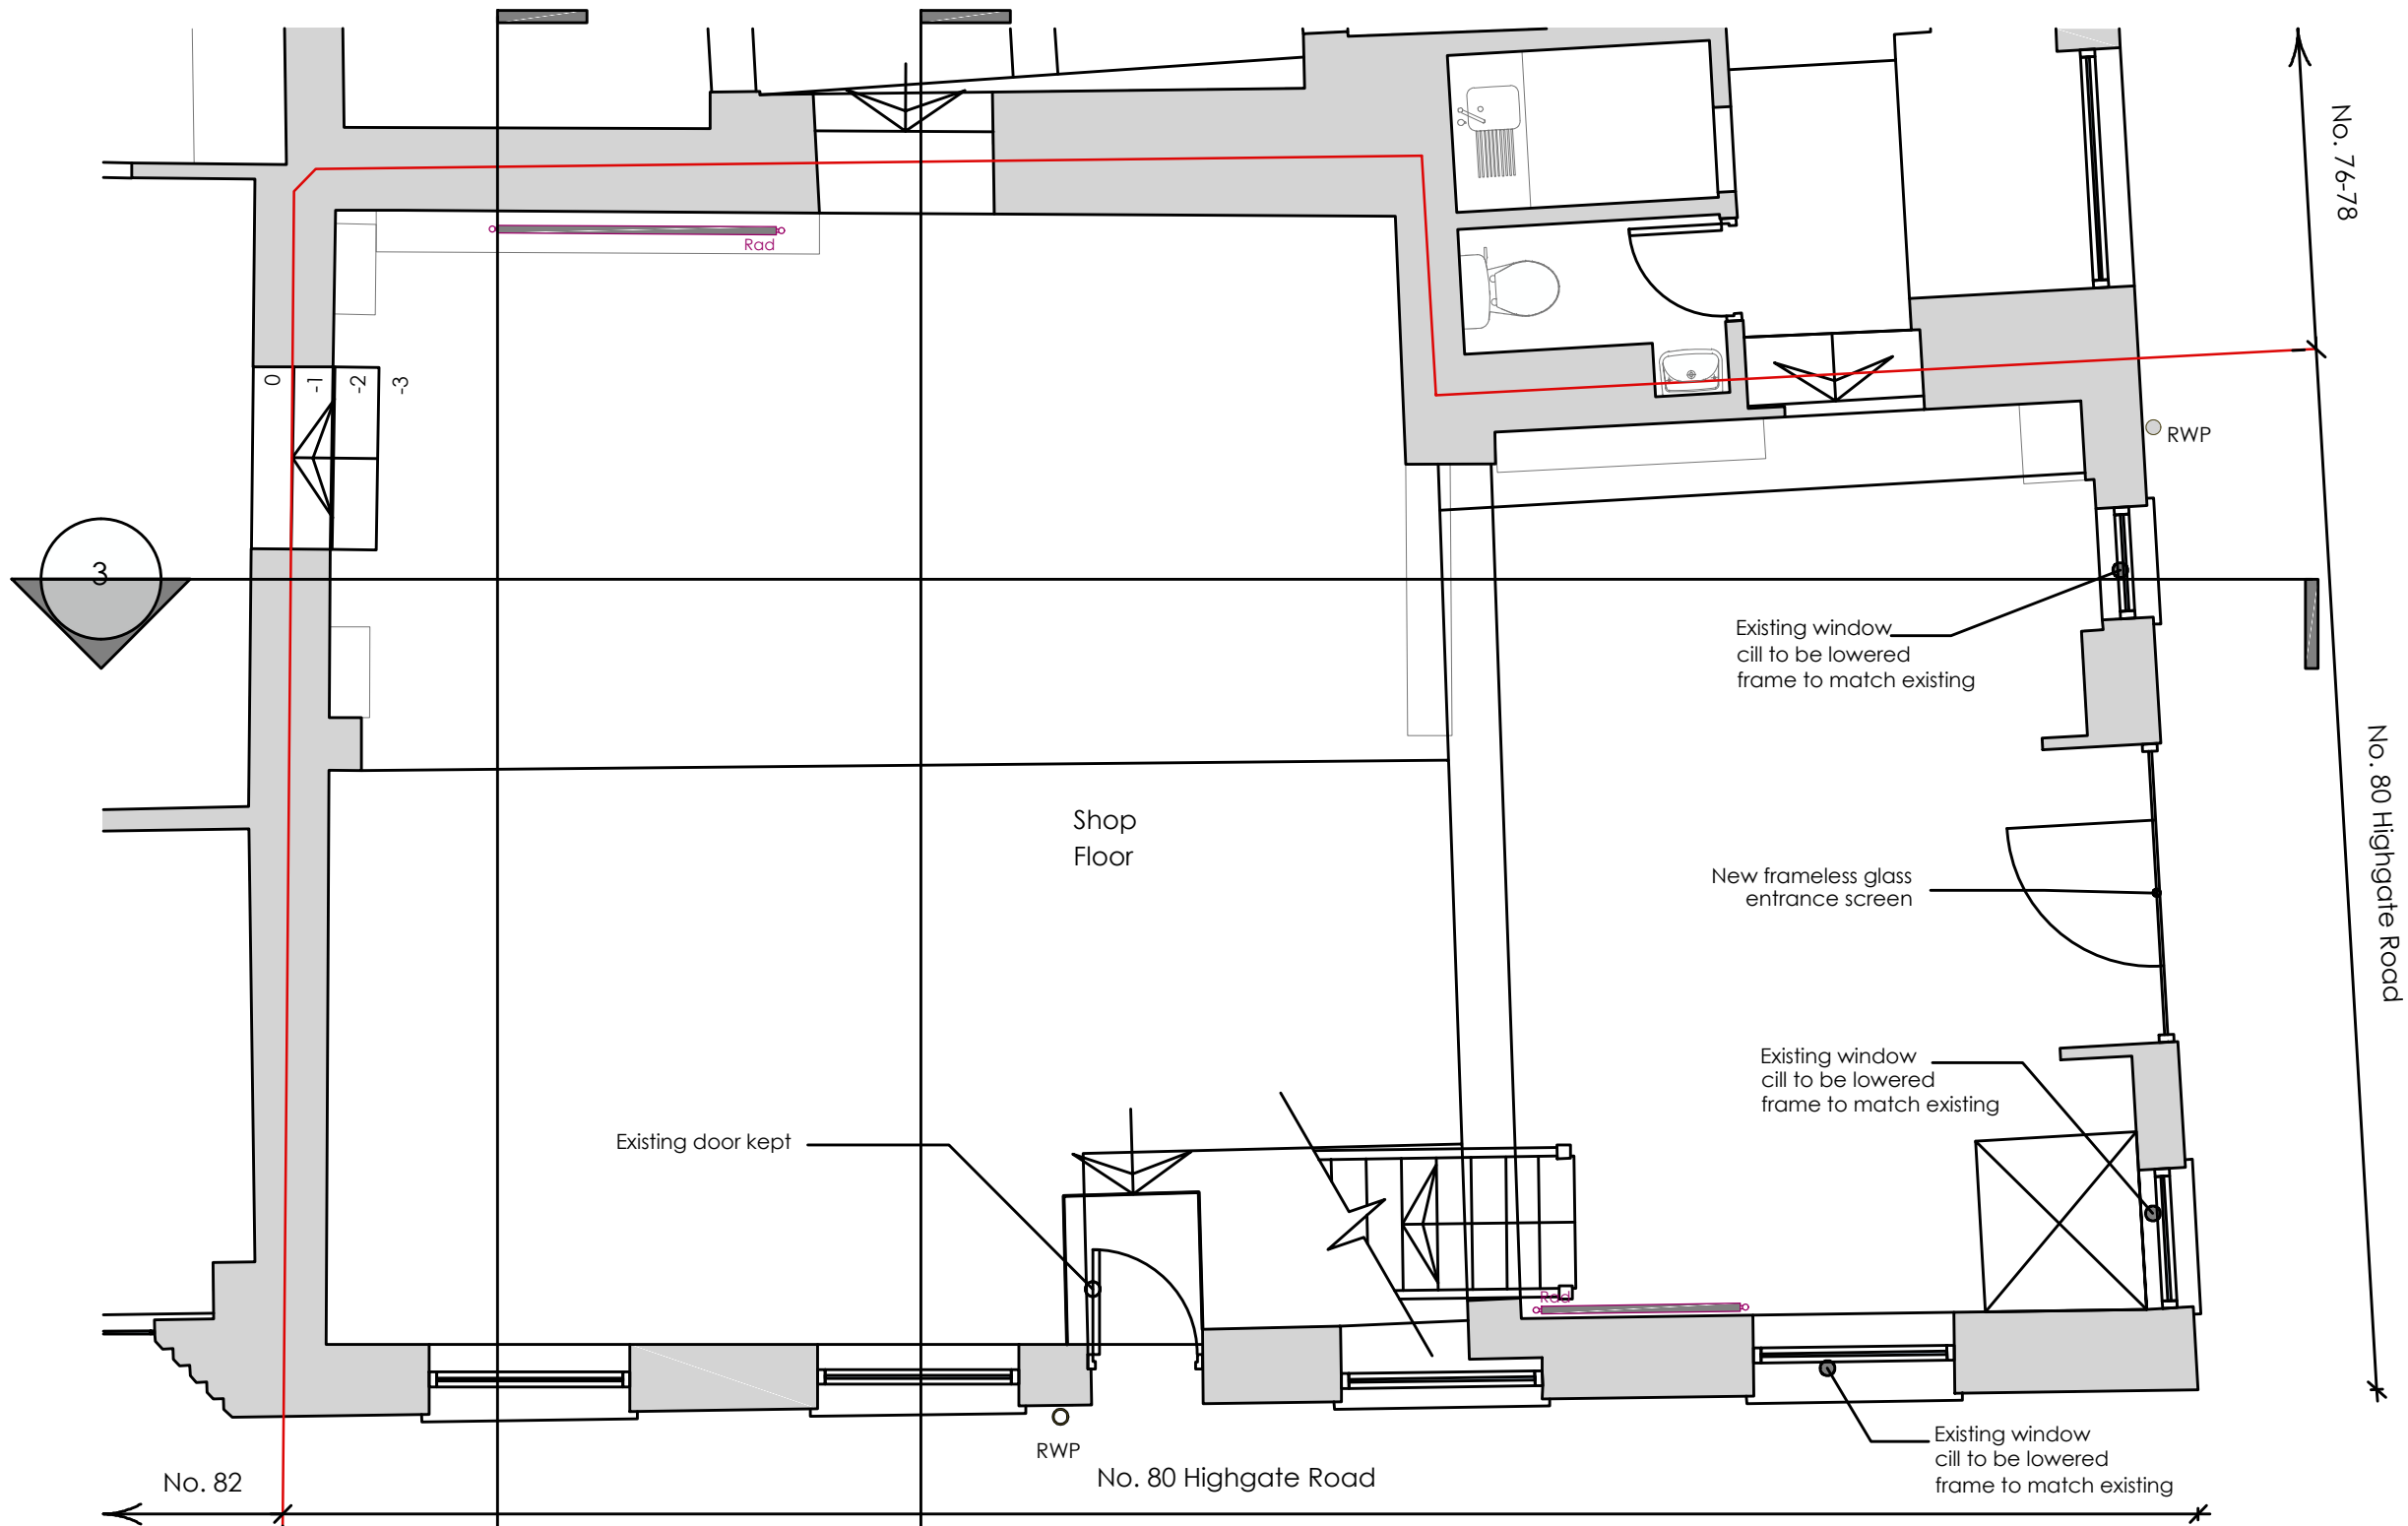 No. 76-78
Rad
0
-1
-2
-3
RWP
3
Existing window
cill to be lowered
frame to match existing
No. 80 Highgate Road
Shop
Floor
New frameless glass
entrance screen
Existing window
cill to be lowered
frame to match existing
Existing door kept
Rad
Existing window
cill to be lowered
frame to match existing
RWP
No. 82
No. 80 Highgate Road